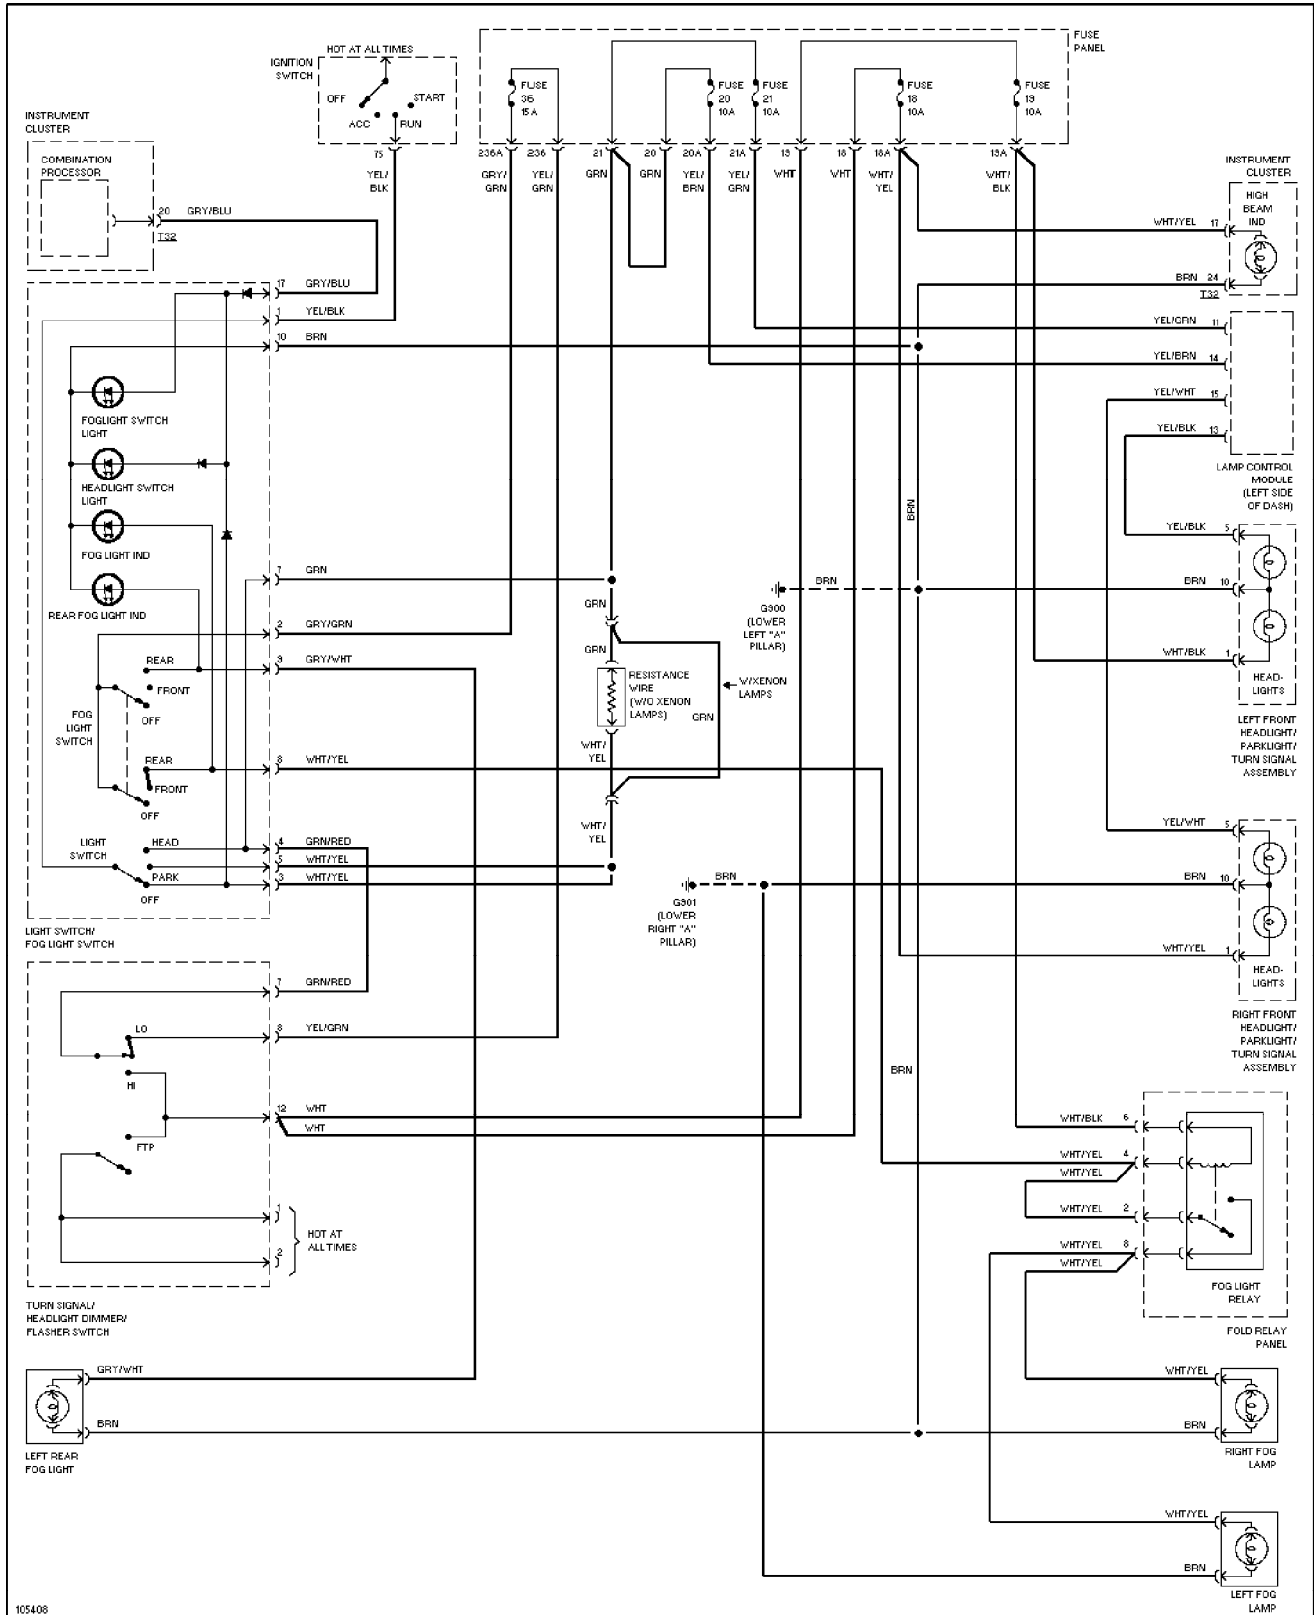 HOT AT ALL TIMES
IGNITION
SWITCH
OFF
START
ACC
RUN
75
YEL/
BLK
FUSE
PANEL
FUSE
36
15A
FUSE
20
10A
FUSE
21
10A
FUSE
18
10A
FUSE
19
10A
236A
236
21
20
20A
21A
19
18
18A
19A
GRY/
GRN
YEL/
GRN
GRN
GRN
YEL/
BRN
YEL/
GRN
WHT
WHT
WHT/
YEL
WHT/
BLK
INSTRUMENT
CLUSTER
COMBINATION
PROCESSOR
20
GRY/BLU
T32
INSTRUMENT
CLUSTER
HIGH
BEAM
IND
WHT/YEL 17
BRN 24
T32
17 GRY/BLU
1 YEL/BLK
10 BRN
FOGLIGHT SWITCH
LIGHT
HEADLIGHT SWITCH
LIGHT
FOG LIGHT IND
REAR FOG LIGHT IND
7 GRN
2 GRY/GRN
9 GRY/WHT
REAR
FRONT
OFF
FOG
LIGHT
SWITCH
REAR
FRONT
OFF
8 WHT/YEL
LIGHT
SWITCH
HEAD
PARK
OFF
4 GRN/RED
5 WHT/YEL
3 WHT/YEL
LIGHT SWITCH/
FOG LIGHT SWITCH
GRN
GRN
RESISTANCE
WIRE
(W/O XENON
LAMPS)
GRN
W/XENON
LAMPS
WHT/
YEL
WHT/
YEL
BRN
G900
(LOWER
LEFT "A"
PILLAR)
BRN
BRN
G901
(LOWER
RIGHT "A"
PILLAR)
BRN
YEL/GRN 11
YEL/BRN 14
YEL/WHT 15
YEL/BLK 13
LAMP CONTROL
MODULE
(LEFT SIDE
OF DASH)
YEL/BLK 5
BRN 10
WHT/BLK 1
HEAD-
LIGHTS
LEFT FRONT
HEADLIGHT/
PARKLIGHT/
TURN SIGNAL
ASSEMBLY
YEL/WHT 5
BRN 10
WHT/YEL 1
HEAD-
LIGHTS
RIGHT FRONT
HEADLIGHT/
PARKLIGHT/
TURN SIGNAL
ASSEMBLY
7 GRN/RED
8 YEL/GRN
LO
HI
FTP
12 WHT
WHT
1
2
HOT AT
ALL TIMES
TURN SIGNAL/
HEADLIGHT DIMMER/
FLASHER SWITCH
WHT/BLK 6
WHT/YEL 4
WHT/YEL
WHT/YEL 2
WHT/YEL 8
WHT/YEL
FOG LIGHT
RELAY
FOLD RELAY
PANEL
GRY/WHT
BRN
LEFT REAR
FOG LIGHT
WHT/YEL
BRN
RIGHT FOG
LAMP
WHT/YEL
BRN
LEFT FOG
LAMP
105408